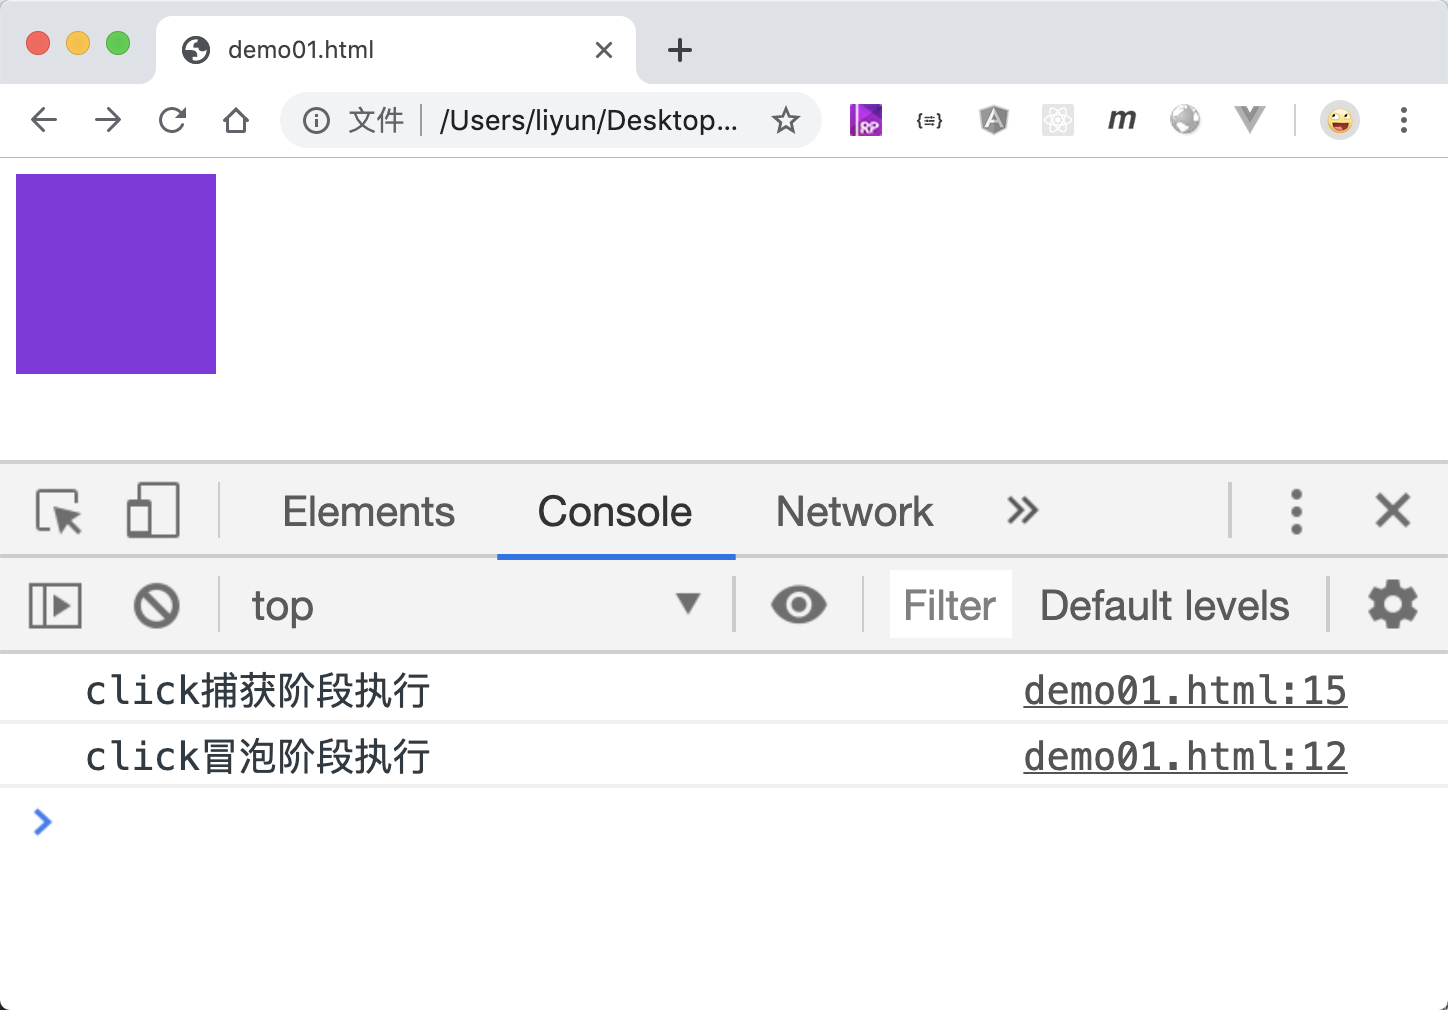 demo01.html
文件 /Users/liyun/Desktop...
RP {≡} A m
Elements Console Network
top Filter Default levels
click捕获阶段执行 demo01.html:15
click冒泡阶段执行 demo01.html:12